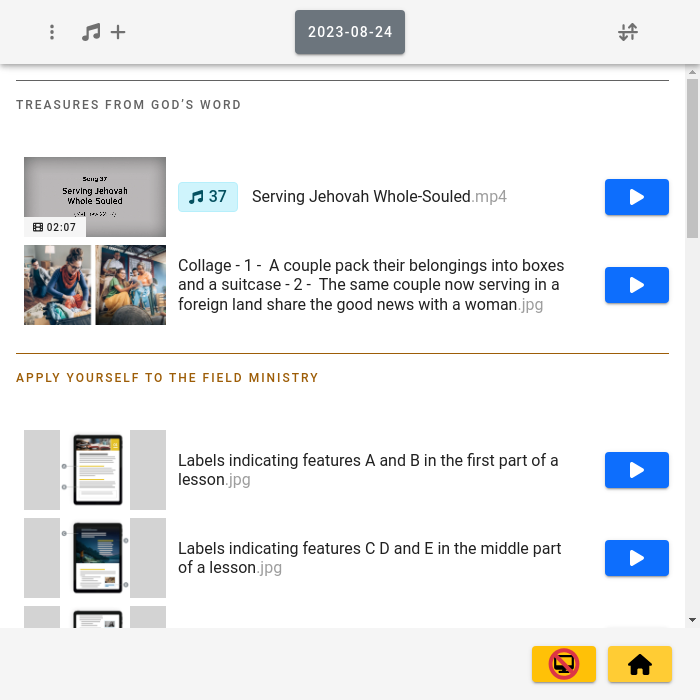 2023-08-24
TREASURES FROM GOD'S WORD
Song 37
Serving Jehovah
Whole Souled
02:07
37
Serving Jehovah Whole-Souled.mp4
Collage - 1 -  A couple pack their belongings into boxes
and a suitcase - 2 -  The same couple now serving in a
foreign land share the good news with a woman.jpg
APPLY YOURSELF TO THE FIELD MINISTRY
Labels indicating features A and B in the first part of a
lesson.jpg
Labels indicating features C D and E in the middle part
of a lesson.jpg